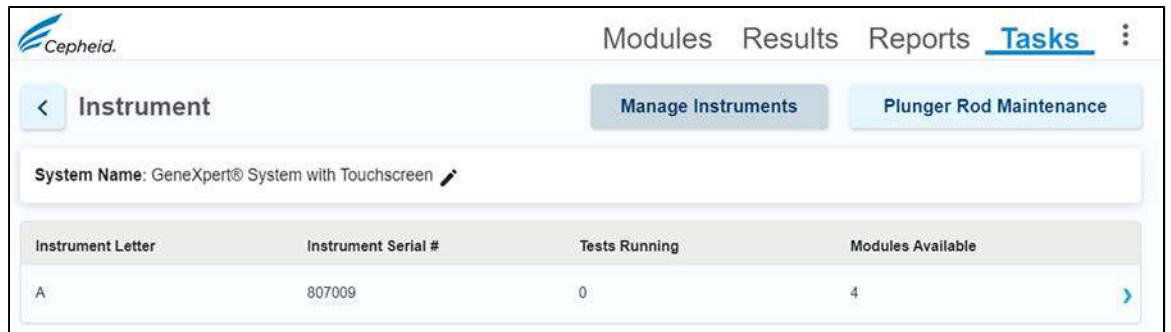 Cepheid.
Modules Results Reports Tasks
Instrument
Manage Instruments
Plunger Rod Maintenance
System Name: GeneXpert® System with Touchscreen
Instrument Letter Instrument Serial # Tests Running Modules Available
A 807009 0 4